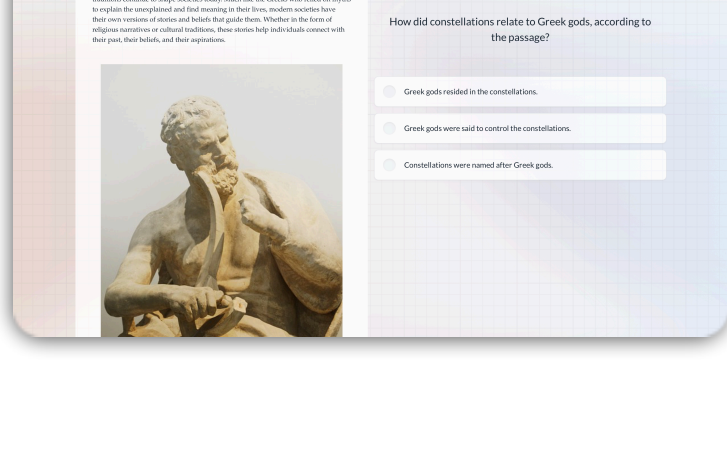 to explain the unexplained and find meaning in their lives, modern societies have
their own versions of stories and beliefs that guide them. Whether in the form of
religious narratives or cultural traditions, these stories help individuals connect with
their past, their beliefs, and their aspirations.
How did constellations relate to Greek gods, according to
the passage?
Greek gods resided in the constellations.
Greek gods were said to control the constellations.
Constellations were named after Greek gods.